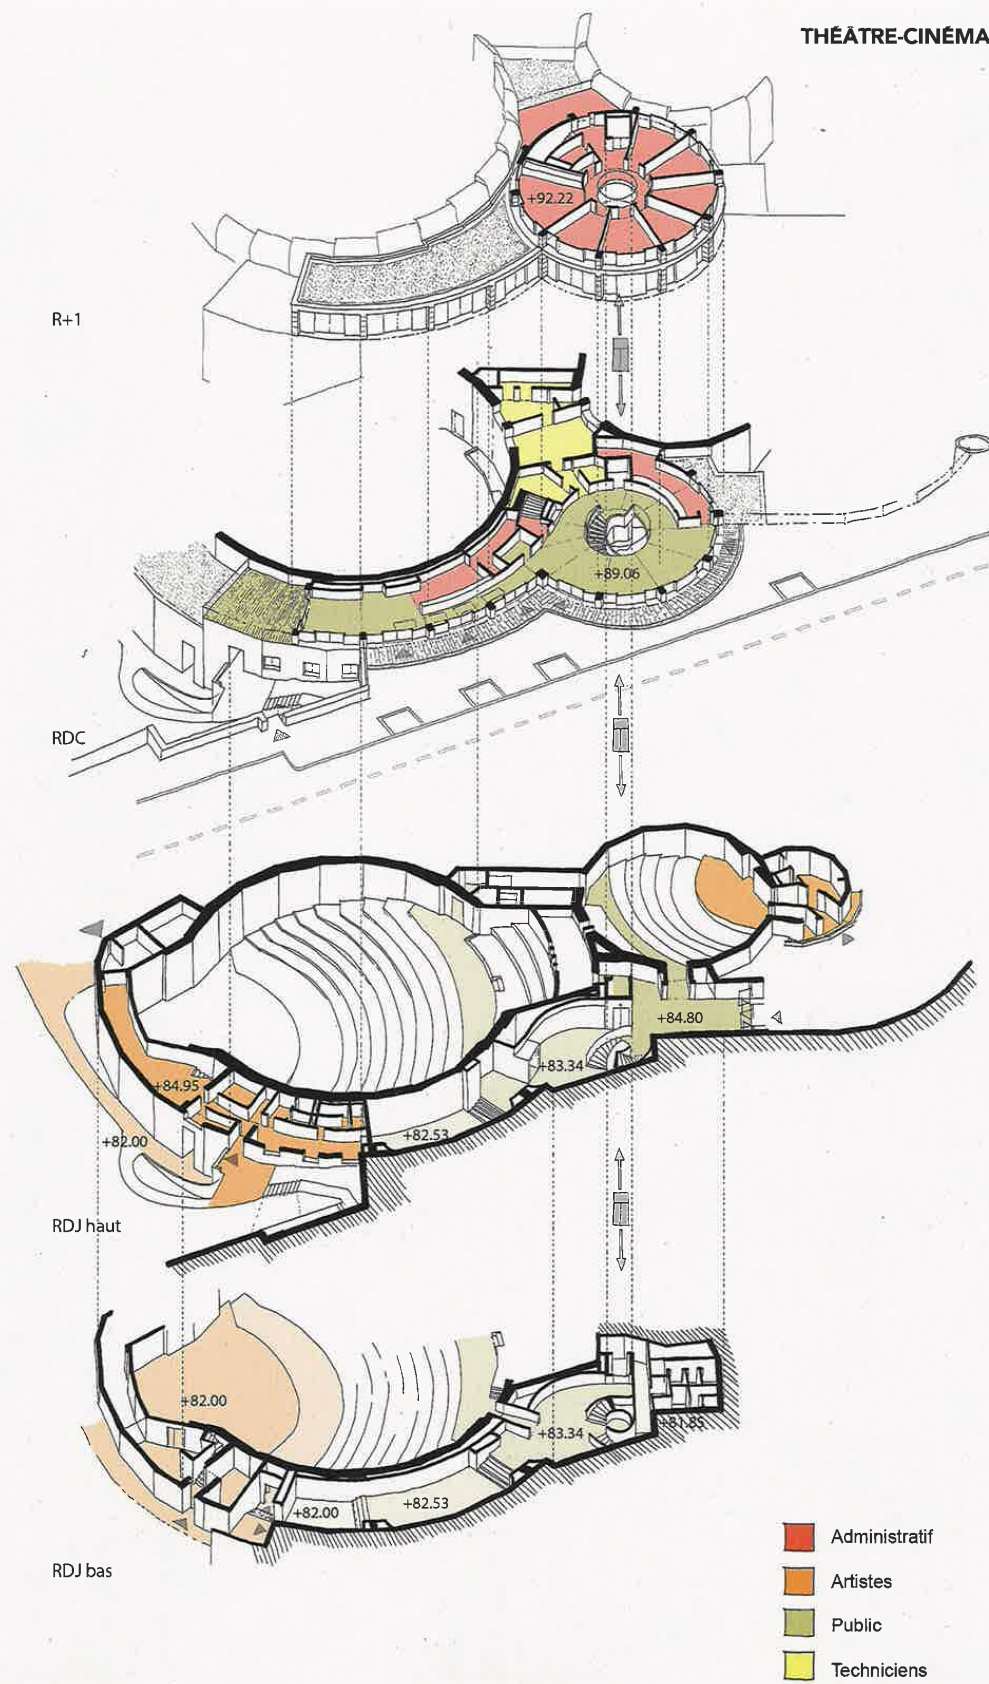 THÉÂTRE-CINÉMA
+92.22
R+1
+89.06
RDC
+84.80
+83.34
+84.95
+82.53
+82.00
RDJ haut
+82.00
+83.34
+81.85
+82.53
+82.00
RDJ bas
Administratif
Artistes
Public
Techniciens